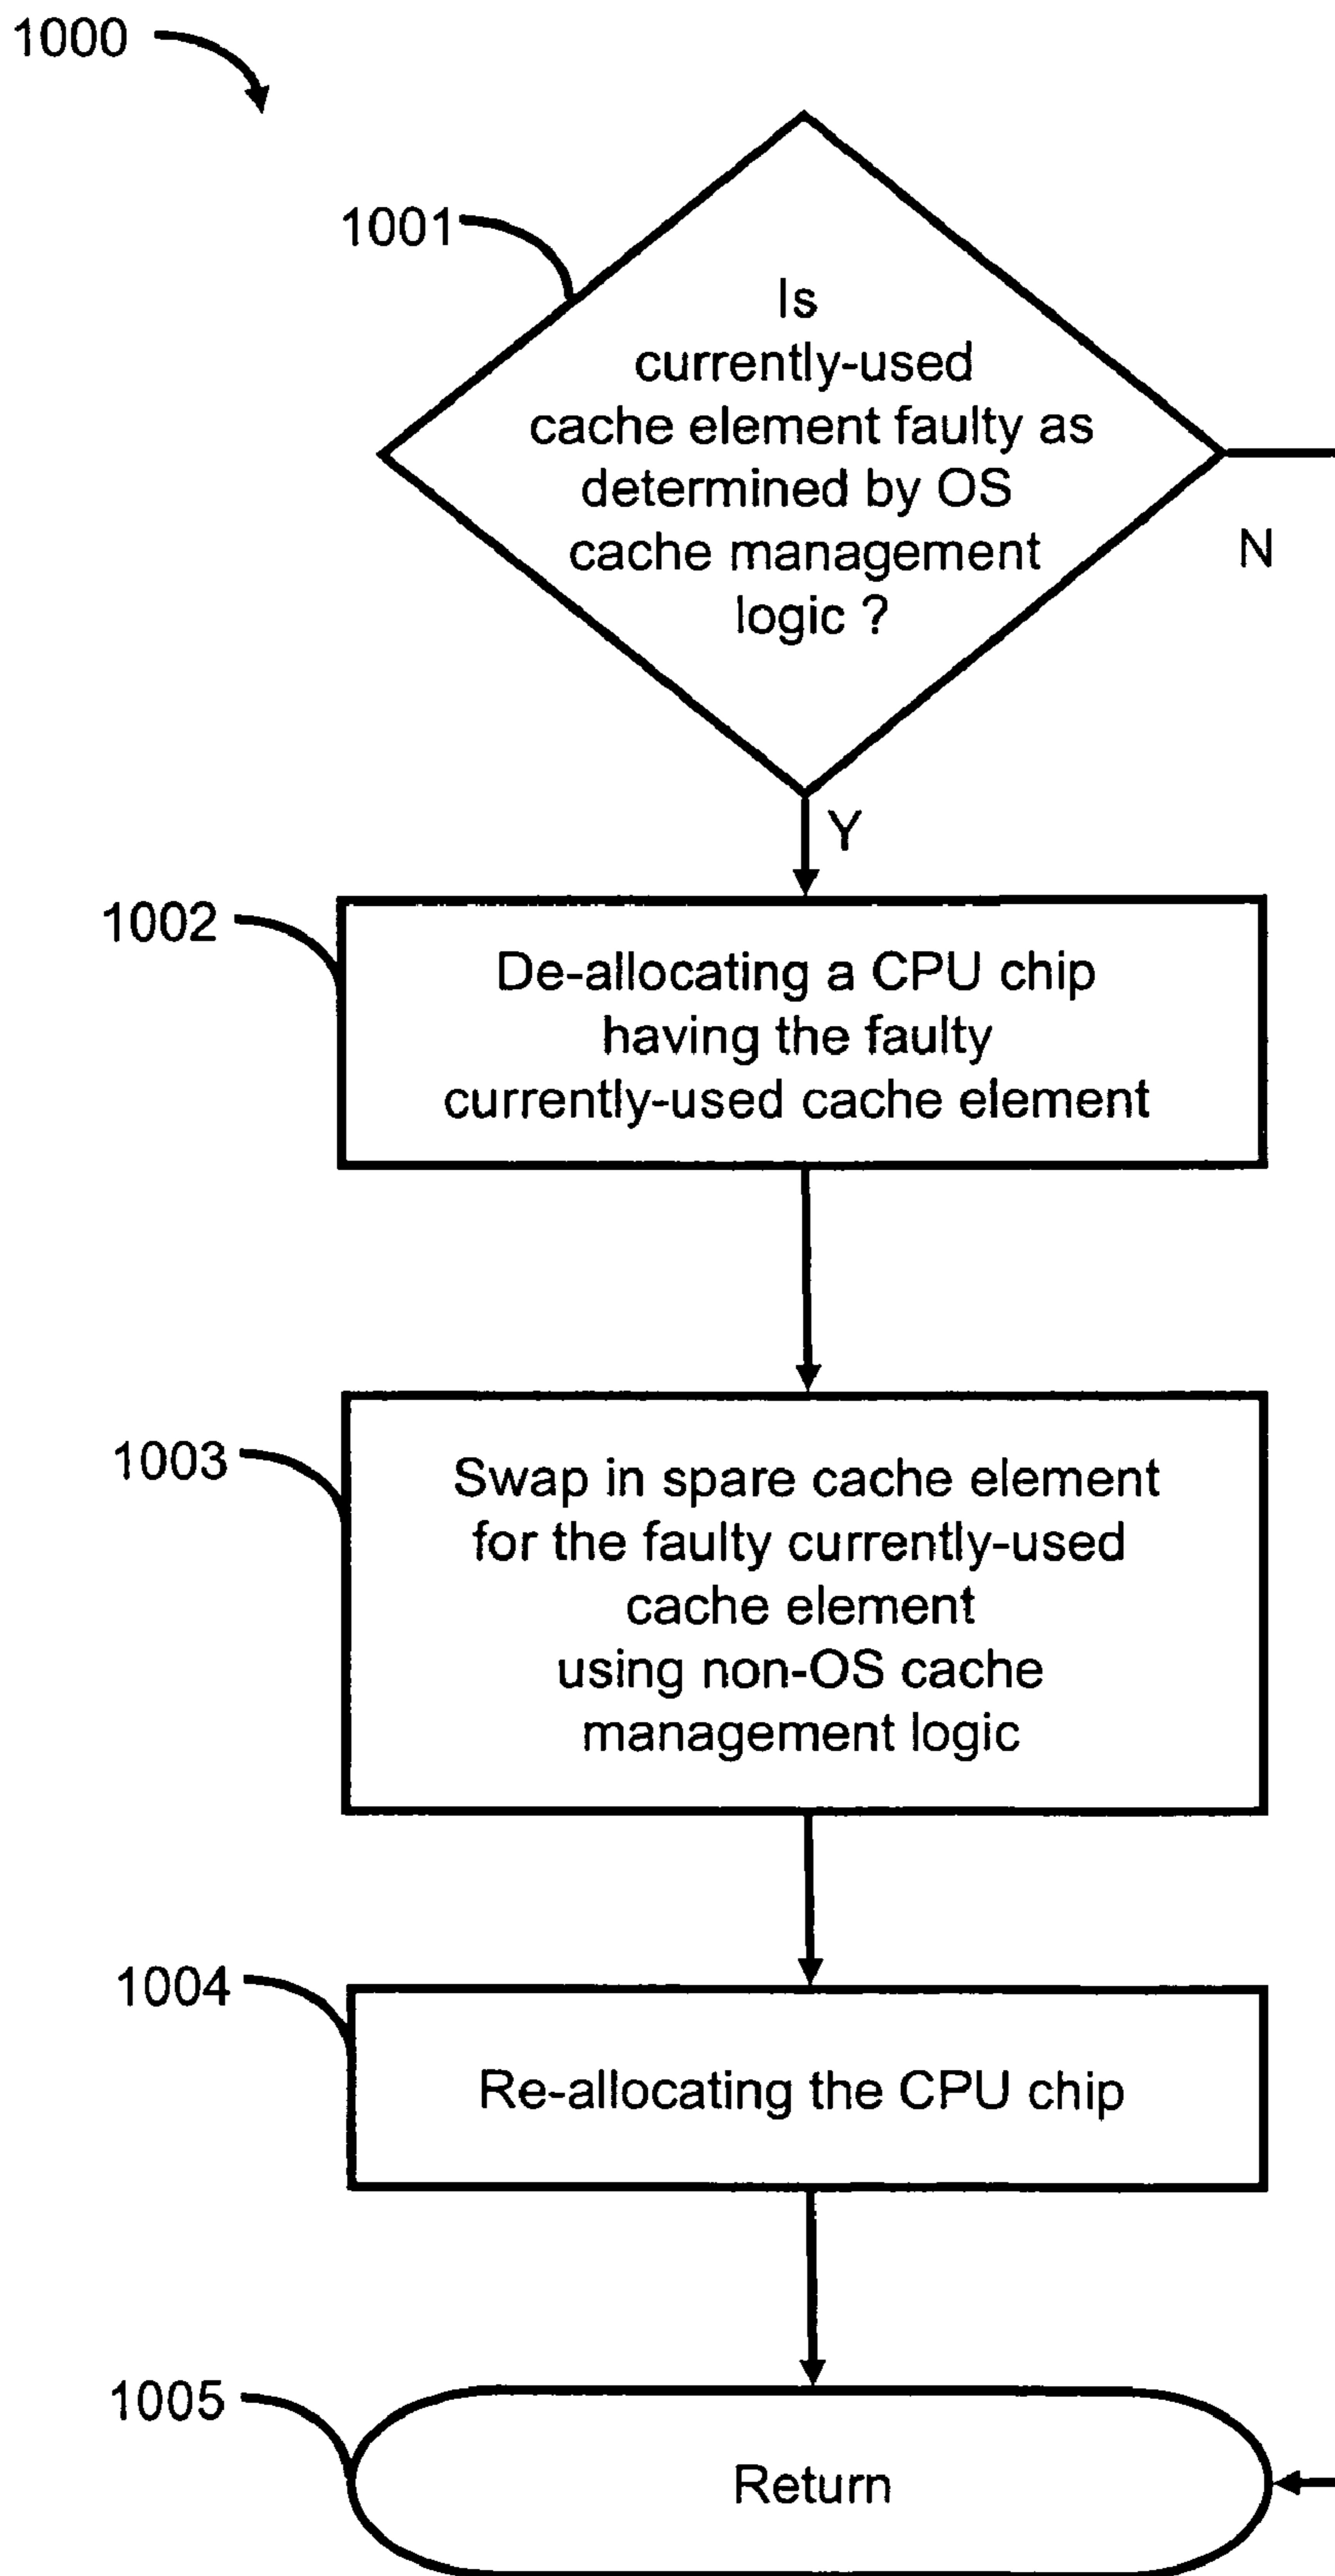 1000
1001
Is
currently-used
cache element faulty as
determined by OS
cache management
logic ?
N
Y
1002
De-allocating a CPU chip
having the faulty
currently-used cache element
1003
Swap in spare cache element
for the faulty currently-used
cache element
using non-OS cache
management logic
1004
Re-allocating the CPU chip
1005
Return